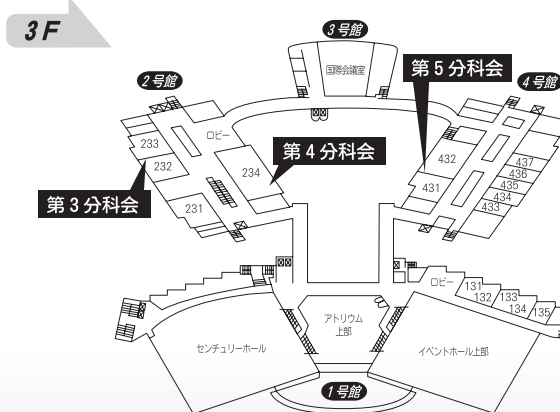 3F
3号館
国際会議室
第5分科会
2号館
4号館
ロビー
233
232
第4分科会
234
432
437
436
435
434
433
431
第3分科会
231
ロビー
131
132
133
134
135
アトリウム
上部
センチュリーホール
イベントホール上部
1号館